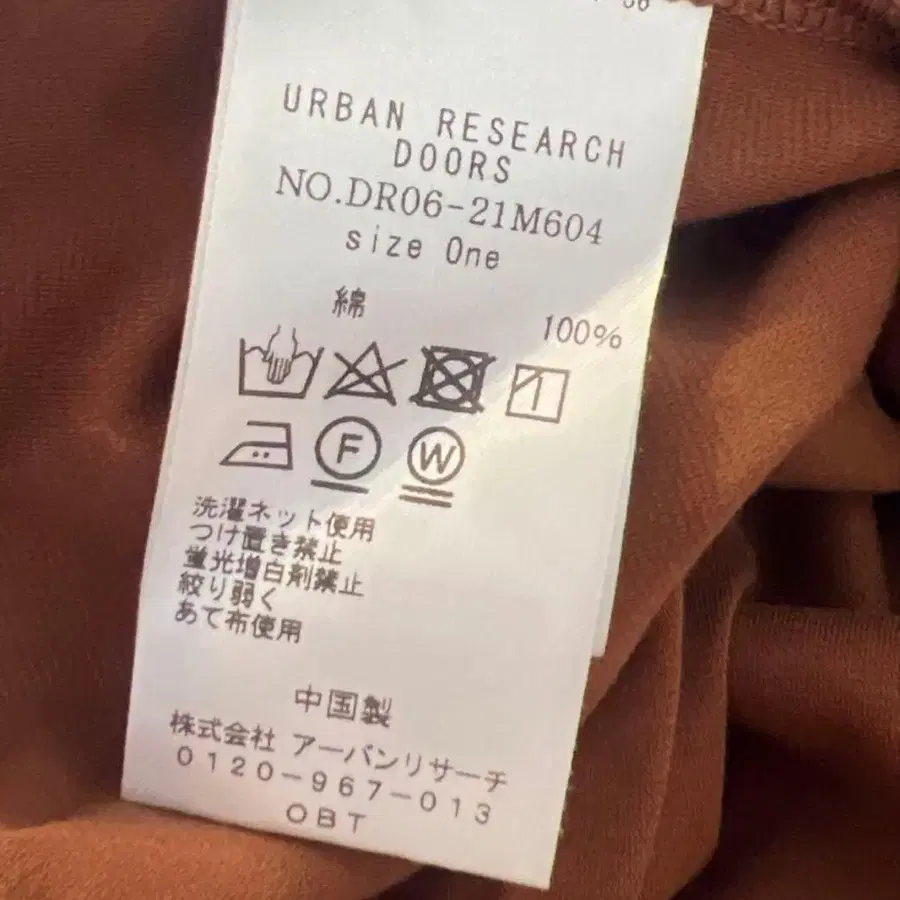 URBAN RESEARCH
DOORS
NO.DR06-21M604
size One
綿 100%
F W
洗濯ネット使用
つけ置き禁止
蛍光増白剤禁止
絞り弱く
あて布使用
中国製
株式会社 アーバンリサーチ
0120-967-013
OBT